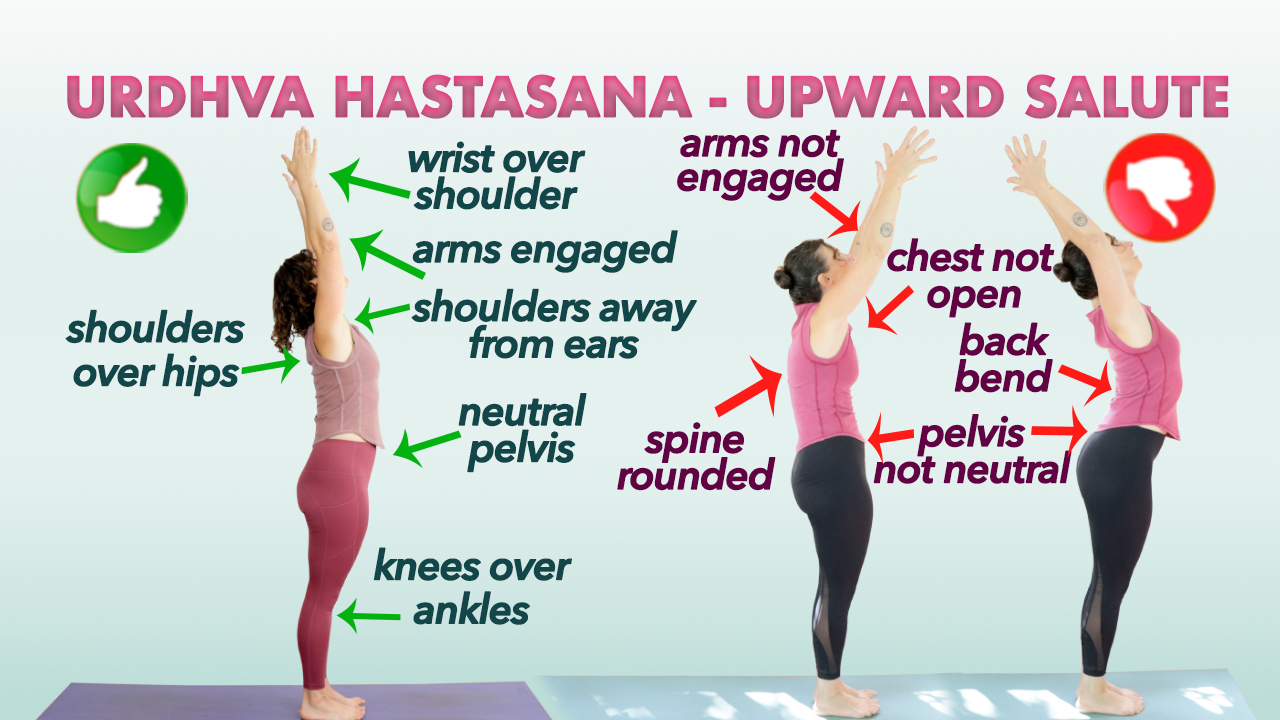 URDHVA HASTASANA - UPWARD SALUTE
wrist over
shoulder
arms engaged
shoulders away
from ears
shoulders
over hips
neutral
pelvis
knees over
ankles
arms not
engaged
chest not
open
back
bend
spine
rounded
pelvis
not neutral